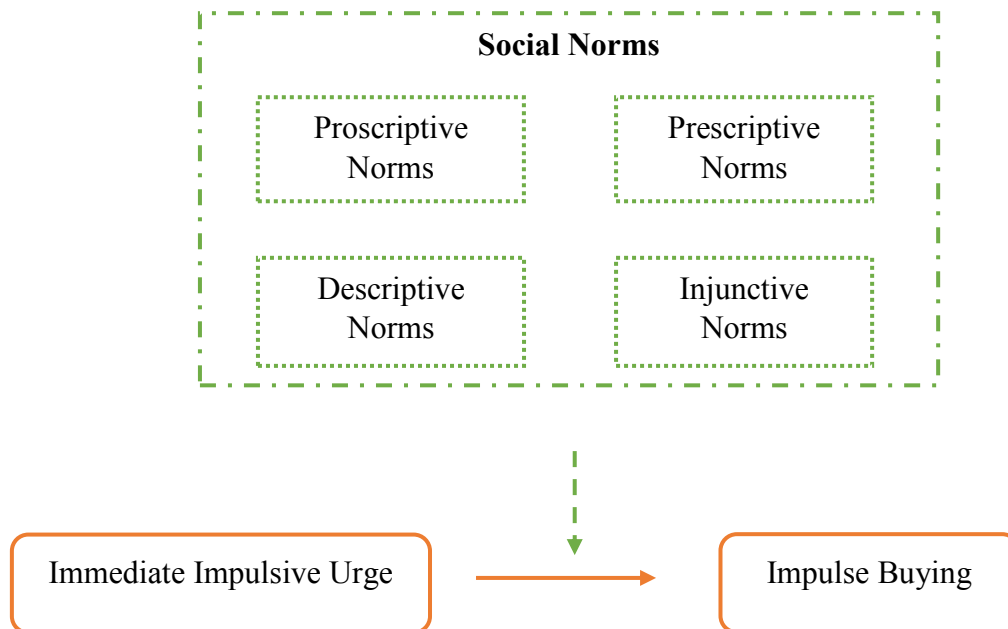 Social Norms
Proscriptive
Norms
Prescriptive
Norms
Descriptive
Norms
Injunctive
Norms
Immediate Impulsive Urge
Impulse Buying